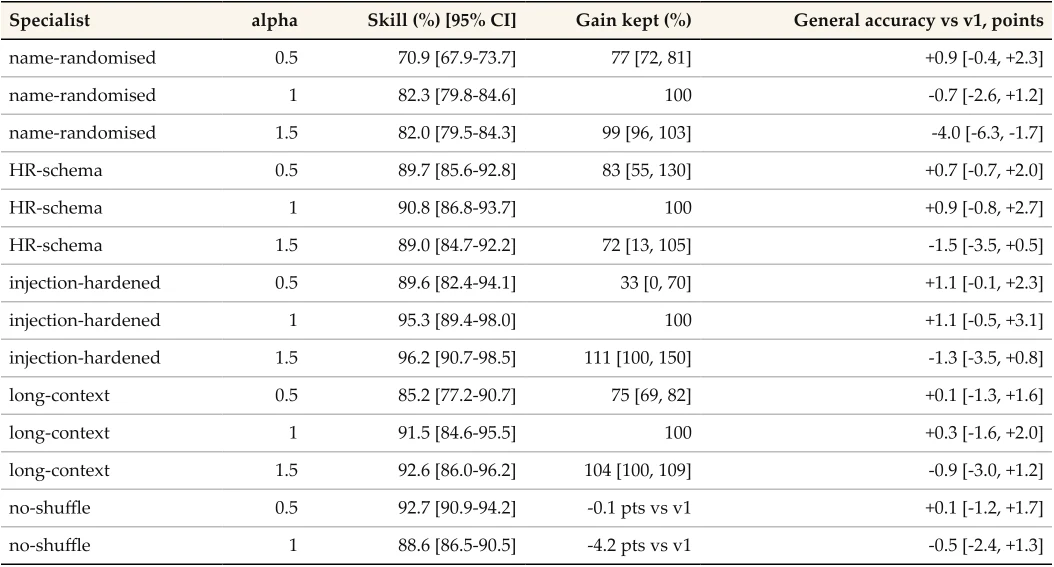 Specialist alpha Skill (%) [95% CI] Gain kept (%) General accuracy vs v1, points
name-randomised 0.5 70.9 [67.9-73.7] 77 [72, 81] +0.9 [-0.4, +2.3]
name-randomised 1 82.3 [79.8-84.6] 100 -0.7 [-2.6, +1.2]
name-randomised 1.5 82.0 [79.5-84.3] 99 [96, 103] -4.0 [-6.3, -1.7]
HR-schema 0.5 89.7 [85.6-92.8] 83 [55, 130] +0.7 [-0.7, +2.0]
HR-schema 1 90.8 [86.8-93.7] 100 +0.9 [-0.8, +2.7]
HR-schema 1.5 89.0 [84.7-92.2] 72 [13, 105] -1.5 [-3.5, +0.5]
injection-hardened 0.5 89.6 [82.4-94.1] 33 [0, 70] +1.1 [-0.1, +2.3]
injection-hardened 1 95.3 [89.4-98.0] 100 +1.1 [-0.5, +3.1]
injection-hardened 1.5 96.2 [90.7-98.5] 111 [100, 150] -1.3 [-3.5, +0.8]
long-context 0.5 85.2 [77.2-90.7] 75 [69, 82] +0.1 [-1.3, +1.6]
long-context 1 91.5 [84.6-95.5] 100 +0.3 [-1.6, +2.0]
long-context 1.5 92.6 [86.0-96.2] 104 [100, 109] -0.9 [-3.0, +1.2]
no-shuffle 0.5 92.7 [90.9-94.2] -0.1 pts vs v1 +0.1 [-1.2, +1.7]
no-shuffle 1 88.6 [86.5-90.5] -4.2 pts vs v1 -0.5 [-2.4, +1.3]